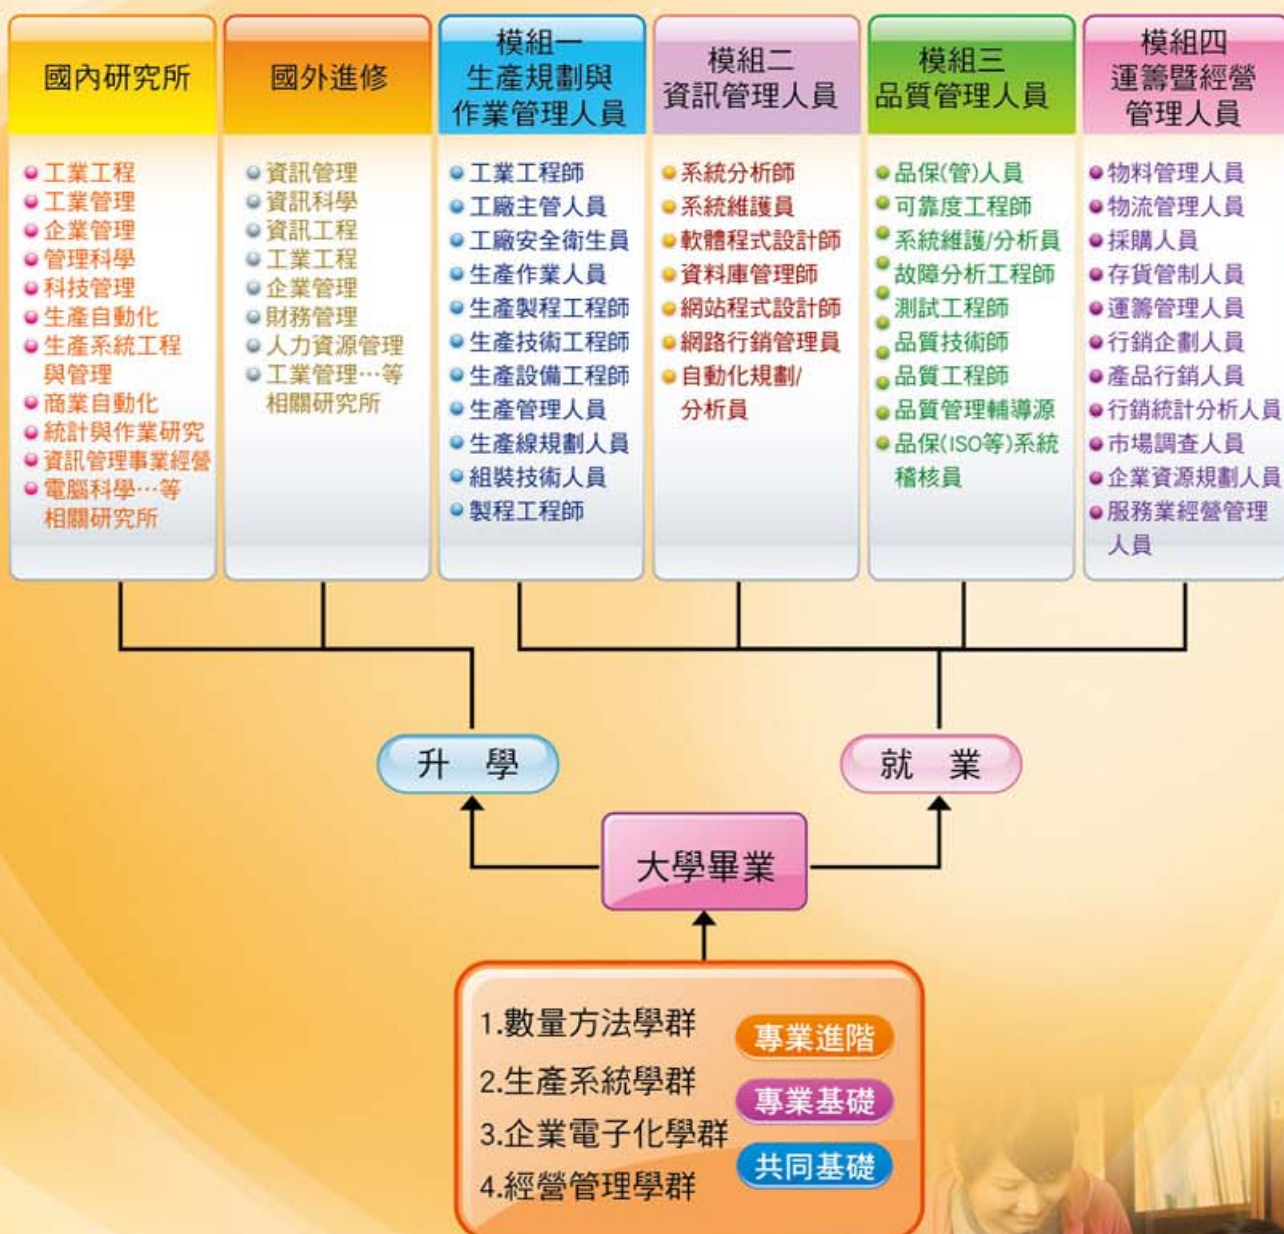 國內研究所
工業工程
工業管理
企業管理
管理科學
科技管理
生產自動化
生產系統工程
與管理
商業自動化
統計與作業研究
資訊管理事業經營
電腦科學…等
相關研究所
國外進修
資訊管理
資訊科學
資訊工程
工業工程
企業管理
財務管理
人力資源管理
工業管理…等
相關研究所
模組一
生產規劃與
作業管理人員
工業工程師
工廠主管人員
工廠安全衛生員
生產作業人員
生產製程工程師
生產技術工程師
生產設備工程師
生產管理人員
生產線規劃人員
組裝技術人員
製程工程師
模組二
資訊管理人員
系統分析師
系統維護員
軟體程式設計師
資料庫管理師
網站程式設計師
網路行銷管理員
自動化規劃/
分析員
模組三
品質管理人員
品保(管)人員
可靠度工程師
系統維護/分析員
故障分析工程師
測試工程師
品質技術師
品質工程師
品質管理輔導源
品保(ISO等)系統
稽核員
模組四
運籌暨經營
管理人員
物料管理人員
物流管理人員
採購人員
存貨管制人員
運籌管理人員
行銷企劃人員
產品行銷人員
行銷統計分析人員
市場調查人員
企業資源規劃人員
服務業經營管理
人員
升 學
就 業
大學畢業
1.數量方法學群
2.生產系統學群
3.企業電子化學群
4.經營管理學群
專業進階
專業基礎
共同基礎